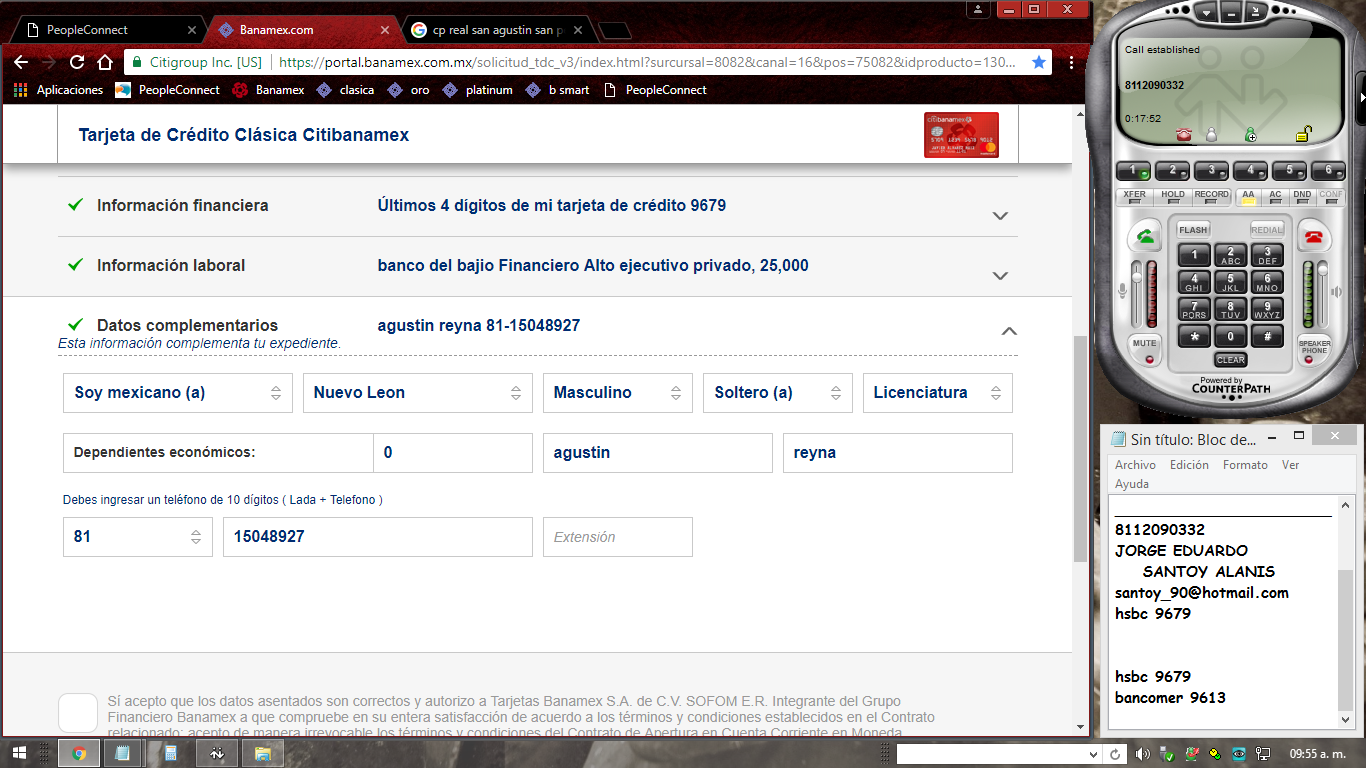 PeopleConnect
Banamex.com
cp real san agustin san p
Citigroup Inc. [US]
https://portal.banamex.com.mx/solicitud_tdc_v3/index.html?surcursal=8082&canal=16&pos=75082&idproducto=130...
Aplicaciones PeopleConnect Banamex clasica oro platinum b smart PeopleConnect
Tarjeta de Crédito Clásica Citibanamex
citibanamex
Información financiera Últimos 4 dígitos de mi tarjeta de crédito 9679
Información laboral banco del bajio Financiero Alto ejecutivo privado, 25,000
Datos complementarios agustin reyna 81-15048927
Esta información complementa tu expediente.
Soy mexicano (a) Nuevo Leon Masculino Soltero (a) Licenciatura
Dependientes económicos: 0 agustin reyna
Debes ingresar un teléfono de 10 dígitos ( Lada + Telefono )
81 15048927 Extensión
Sí acepto que los datos asentados son correctos y autorizo a Tarjetas Banamex S.A. de C.V. SOFOM E.R. Integrante del Grupo
Financiero Banamex a que compruebe en su entera satisfacción de acuerdo a los términos y condiciones establecidos en el Contrato
relacionado; acepto de manera irrevocable los términos y condiciones del Contrato de Apertura en Cuenta Corriente en Moneda
Call established
8112090332
0:17:52
1 2 3 4 5 6
XFER HOLD RECORD AA AC DND CONF
FLASH REDIAL
1 2 ABC 3 DEF
4 GHI 5 JKL 6 MNO
7 PQRS 8 TUV 9 WXYZ
* 0 #
MUTE CLEAR SPEAKER PHONE
Powered by
COUNTERPATH
Sin título: Bloc de...
Archivo Edición Formato Ver
Ayuda
8112090332
JORGE EDUARDO
SANTOY ALANIS
santoy_90@hotmail.com
hsbc 9679
hsbc 9679
bancomer 9613
09:55 a. m.